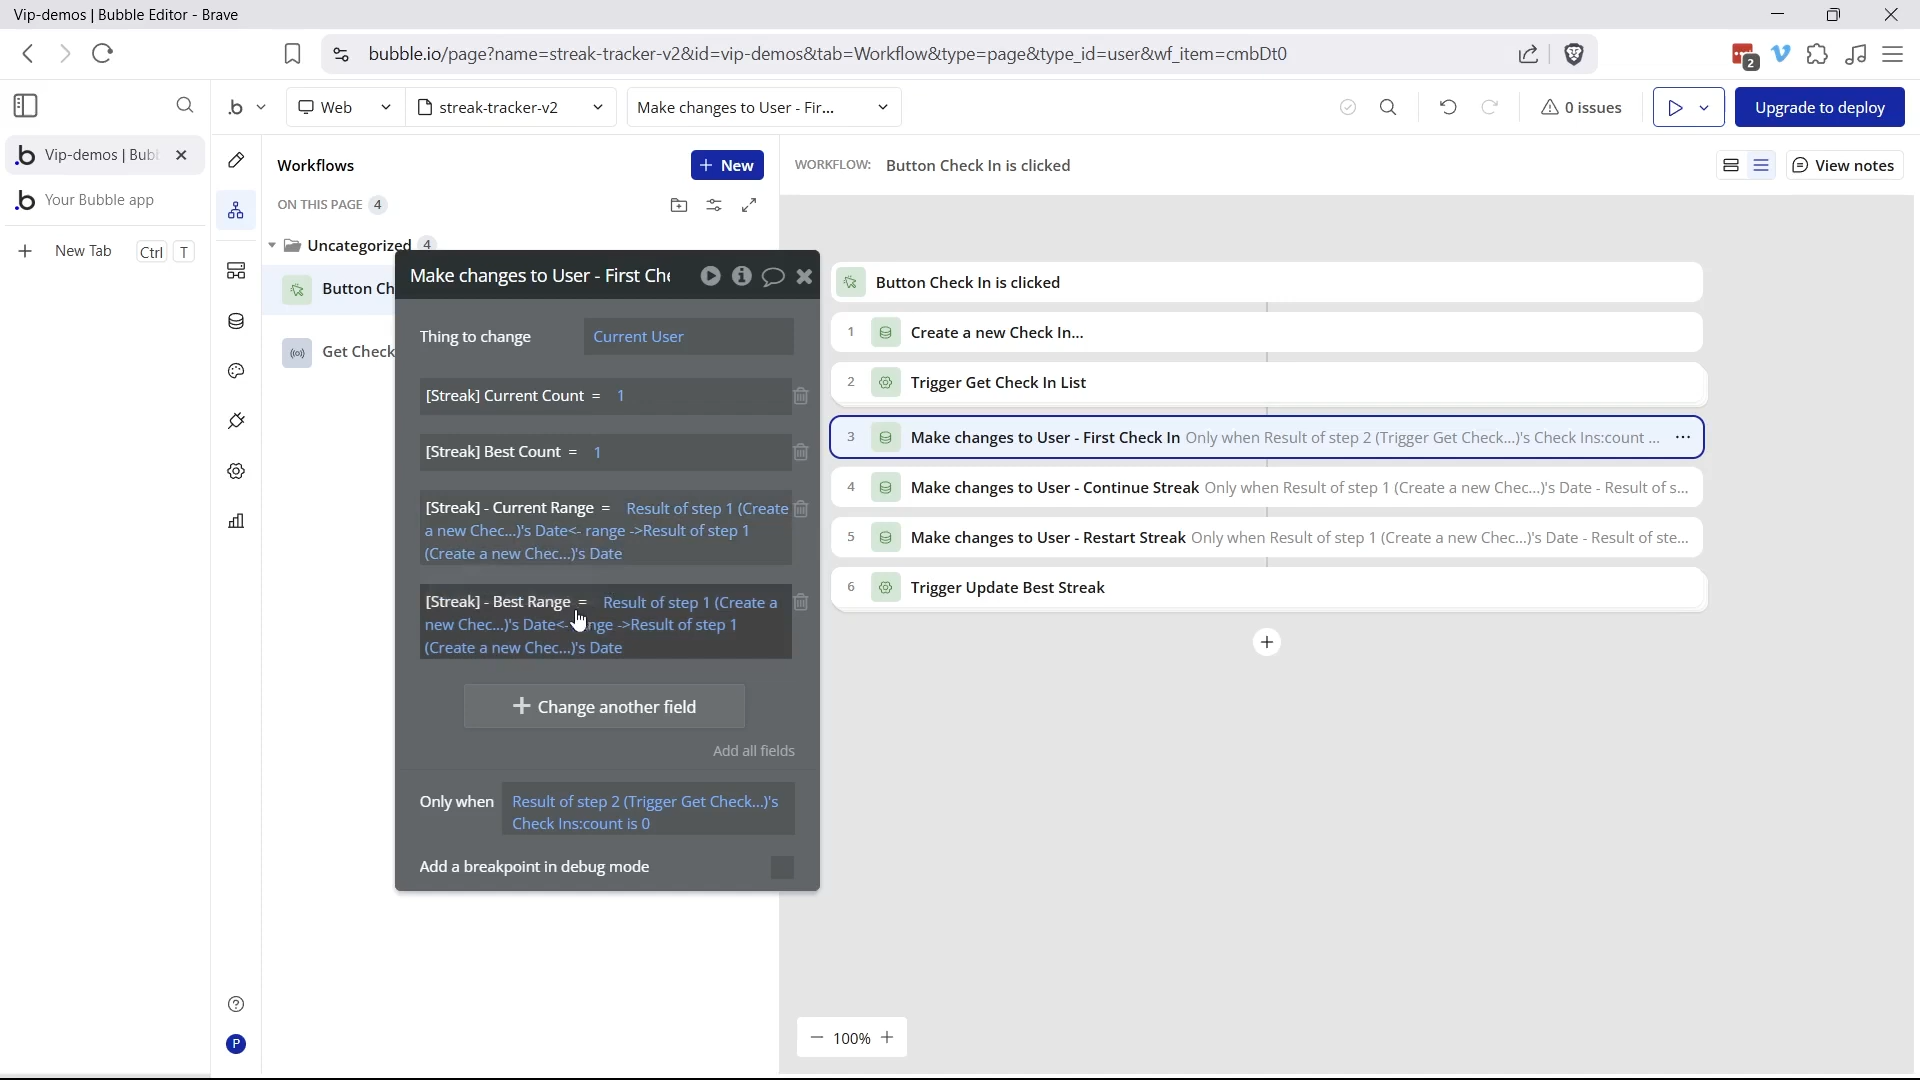 Vip-demos | Bubble Editor - Brave
bubble.io/page?name=streak-tracker-v2&id=vip-demos&tab=Workflow&type=page&type_id=user&wf_item=cmbDt0
2
Vip-demos | Bubb
Your Bubble app
New Tab Ctrl T
Web
streak-tracker-v2
Make changes to User - Fir...
0 issues
Upgrade to deploy
Workflows
+ New
ON THIS PAGE 4
Uncategorized 4
Button Ch
Get Check
WORKFLOW: Button Check In is clicked
View notes
Make changes to User - First Che
Thing to change Current User
[Streak] Current Count = 1
[Streak] Best Count = 1
[Streak] - Current Range = Result of step 1 (Create
a new Chec...)'s Date<- range ->Result of step 1
(Create a new Chec...)'s Date
[Streak] - Best Range = Result of step 1 (Create a
new Chec...)'s Date<- nge ->Result of step 1
(Create a new Chec...)'s Date
+ Change another field
Add all fields
Only when Result of step 2 (Trigger Get Check...)'s
Check Ins:count is 0
Add a breakpoint in debug mode
Button Check In is clicked
1 Create a new Check In...
2 Trigger Get Check In List
3 Make changes to User - First Check In Only when Result of step 2 (Trigger Get Check...)'s Check Ins:count ...
4 Make changes to User - Continue Streak Only when Result of step 1 (Create a new Chec...)'s Date - Result of s...
5 Make changes to User - Restart Streak Only when Result of step 1 (Create a new Chec...)'s Date - Result of ste...
6 Trigger Update Best Streak
P
100%